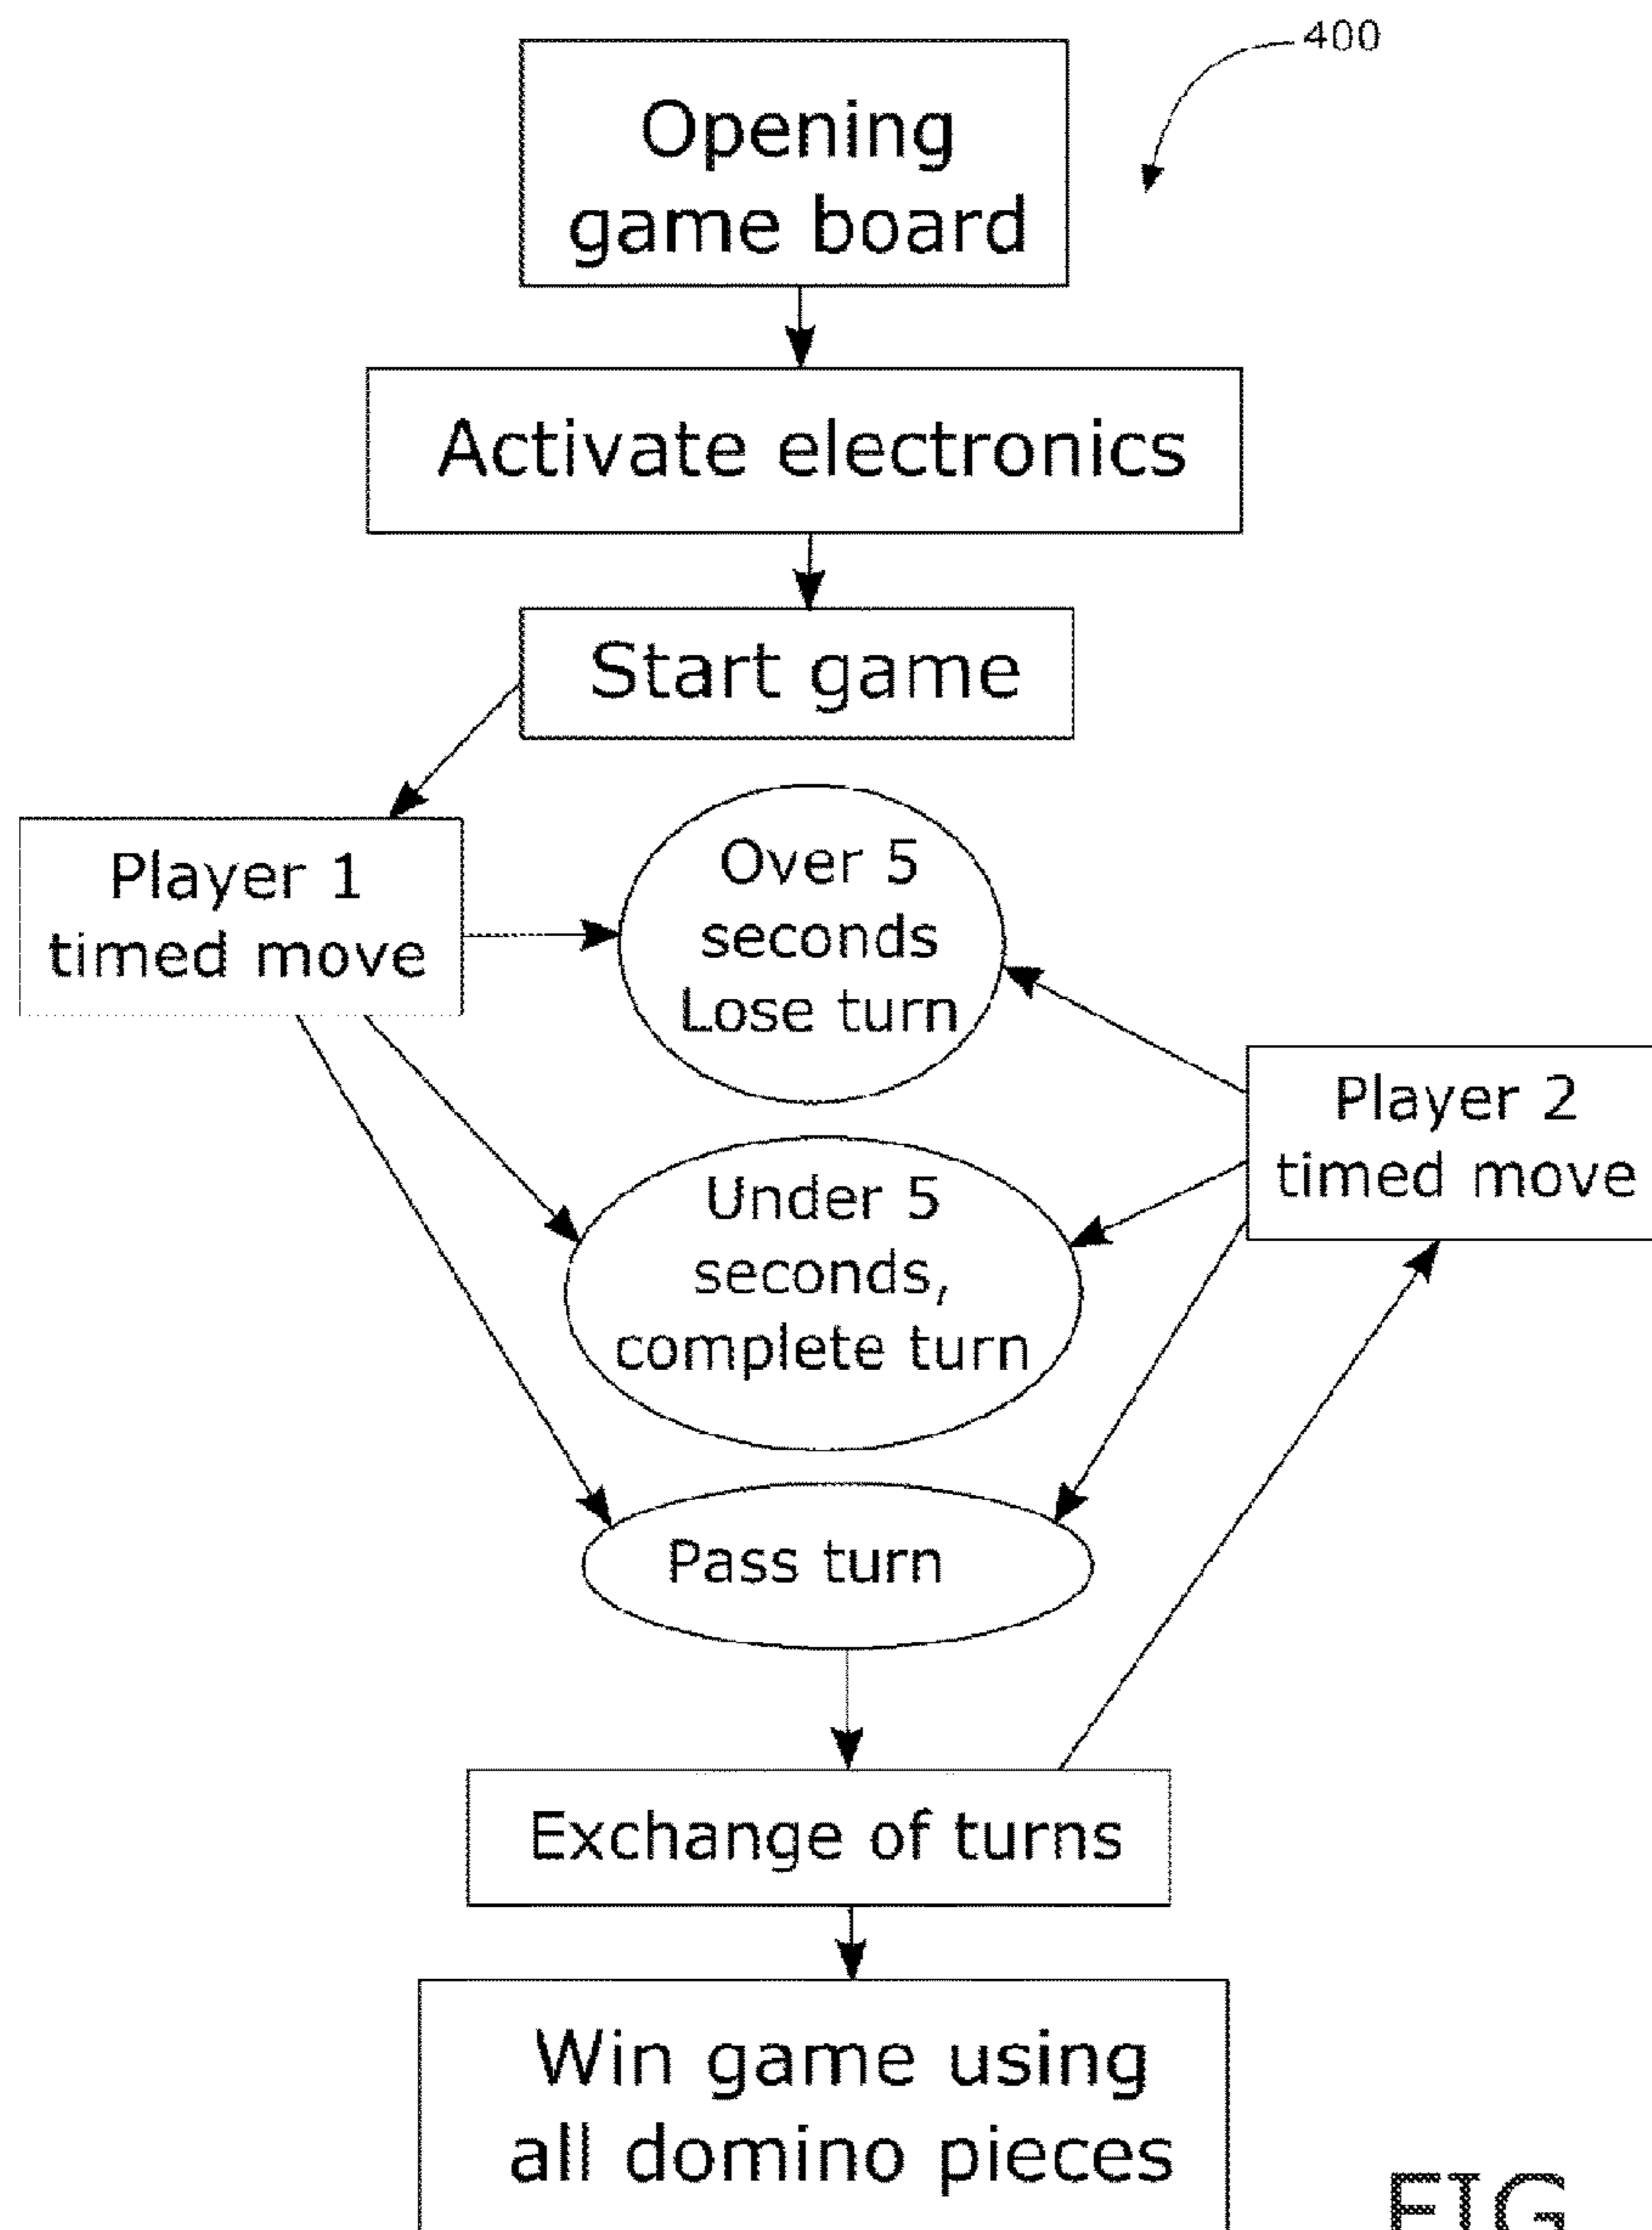 400
Opening
game board
Activate electronics
Start game
Player 1
timed move
Over 5
seconds
Lose turn
Player 2
timed move
Under 5
seconds,
complete turn
Pass turn
Exchange of turns
Win game using
all domino pieces
FIG